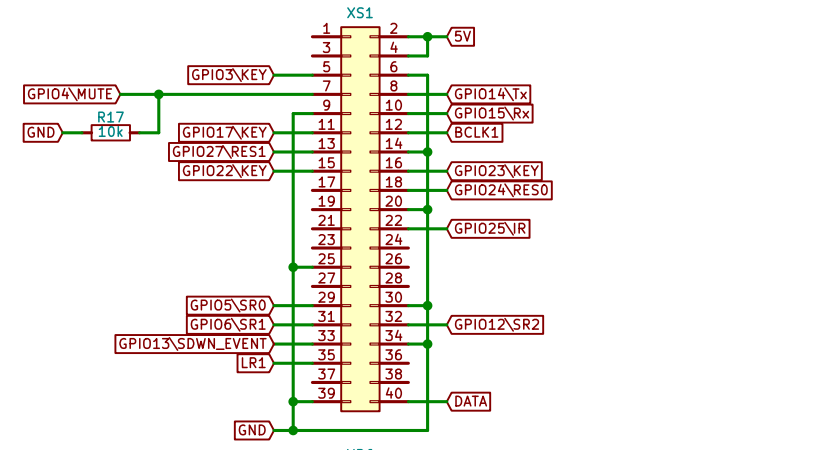 XS1
1 2 5V
3 4
GPIO3\KEY 5 6
GPIO4\MUTE 7 8 GPIO14\Tx
9 10 GPIO15\Rx
R17
GND 10k GPIO17\KEY 11 12 BCLK1
GPIO27\RES1 13 14
GPIO22\KEY 15 16 GPIO23\KEY
17 18 GPIO24\RES0
19 20
21 22 GPIO25\IR
23 24
25 26
27 28
GPIO5\SR0 29 30
GPIO6\SR1 31 32 GPIO12\SR2
GPIO13\SDWN_EVENT 33 34
LR1 35 36
37 38
39 40 DATA
GND